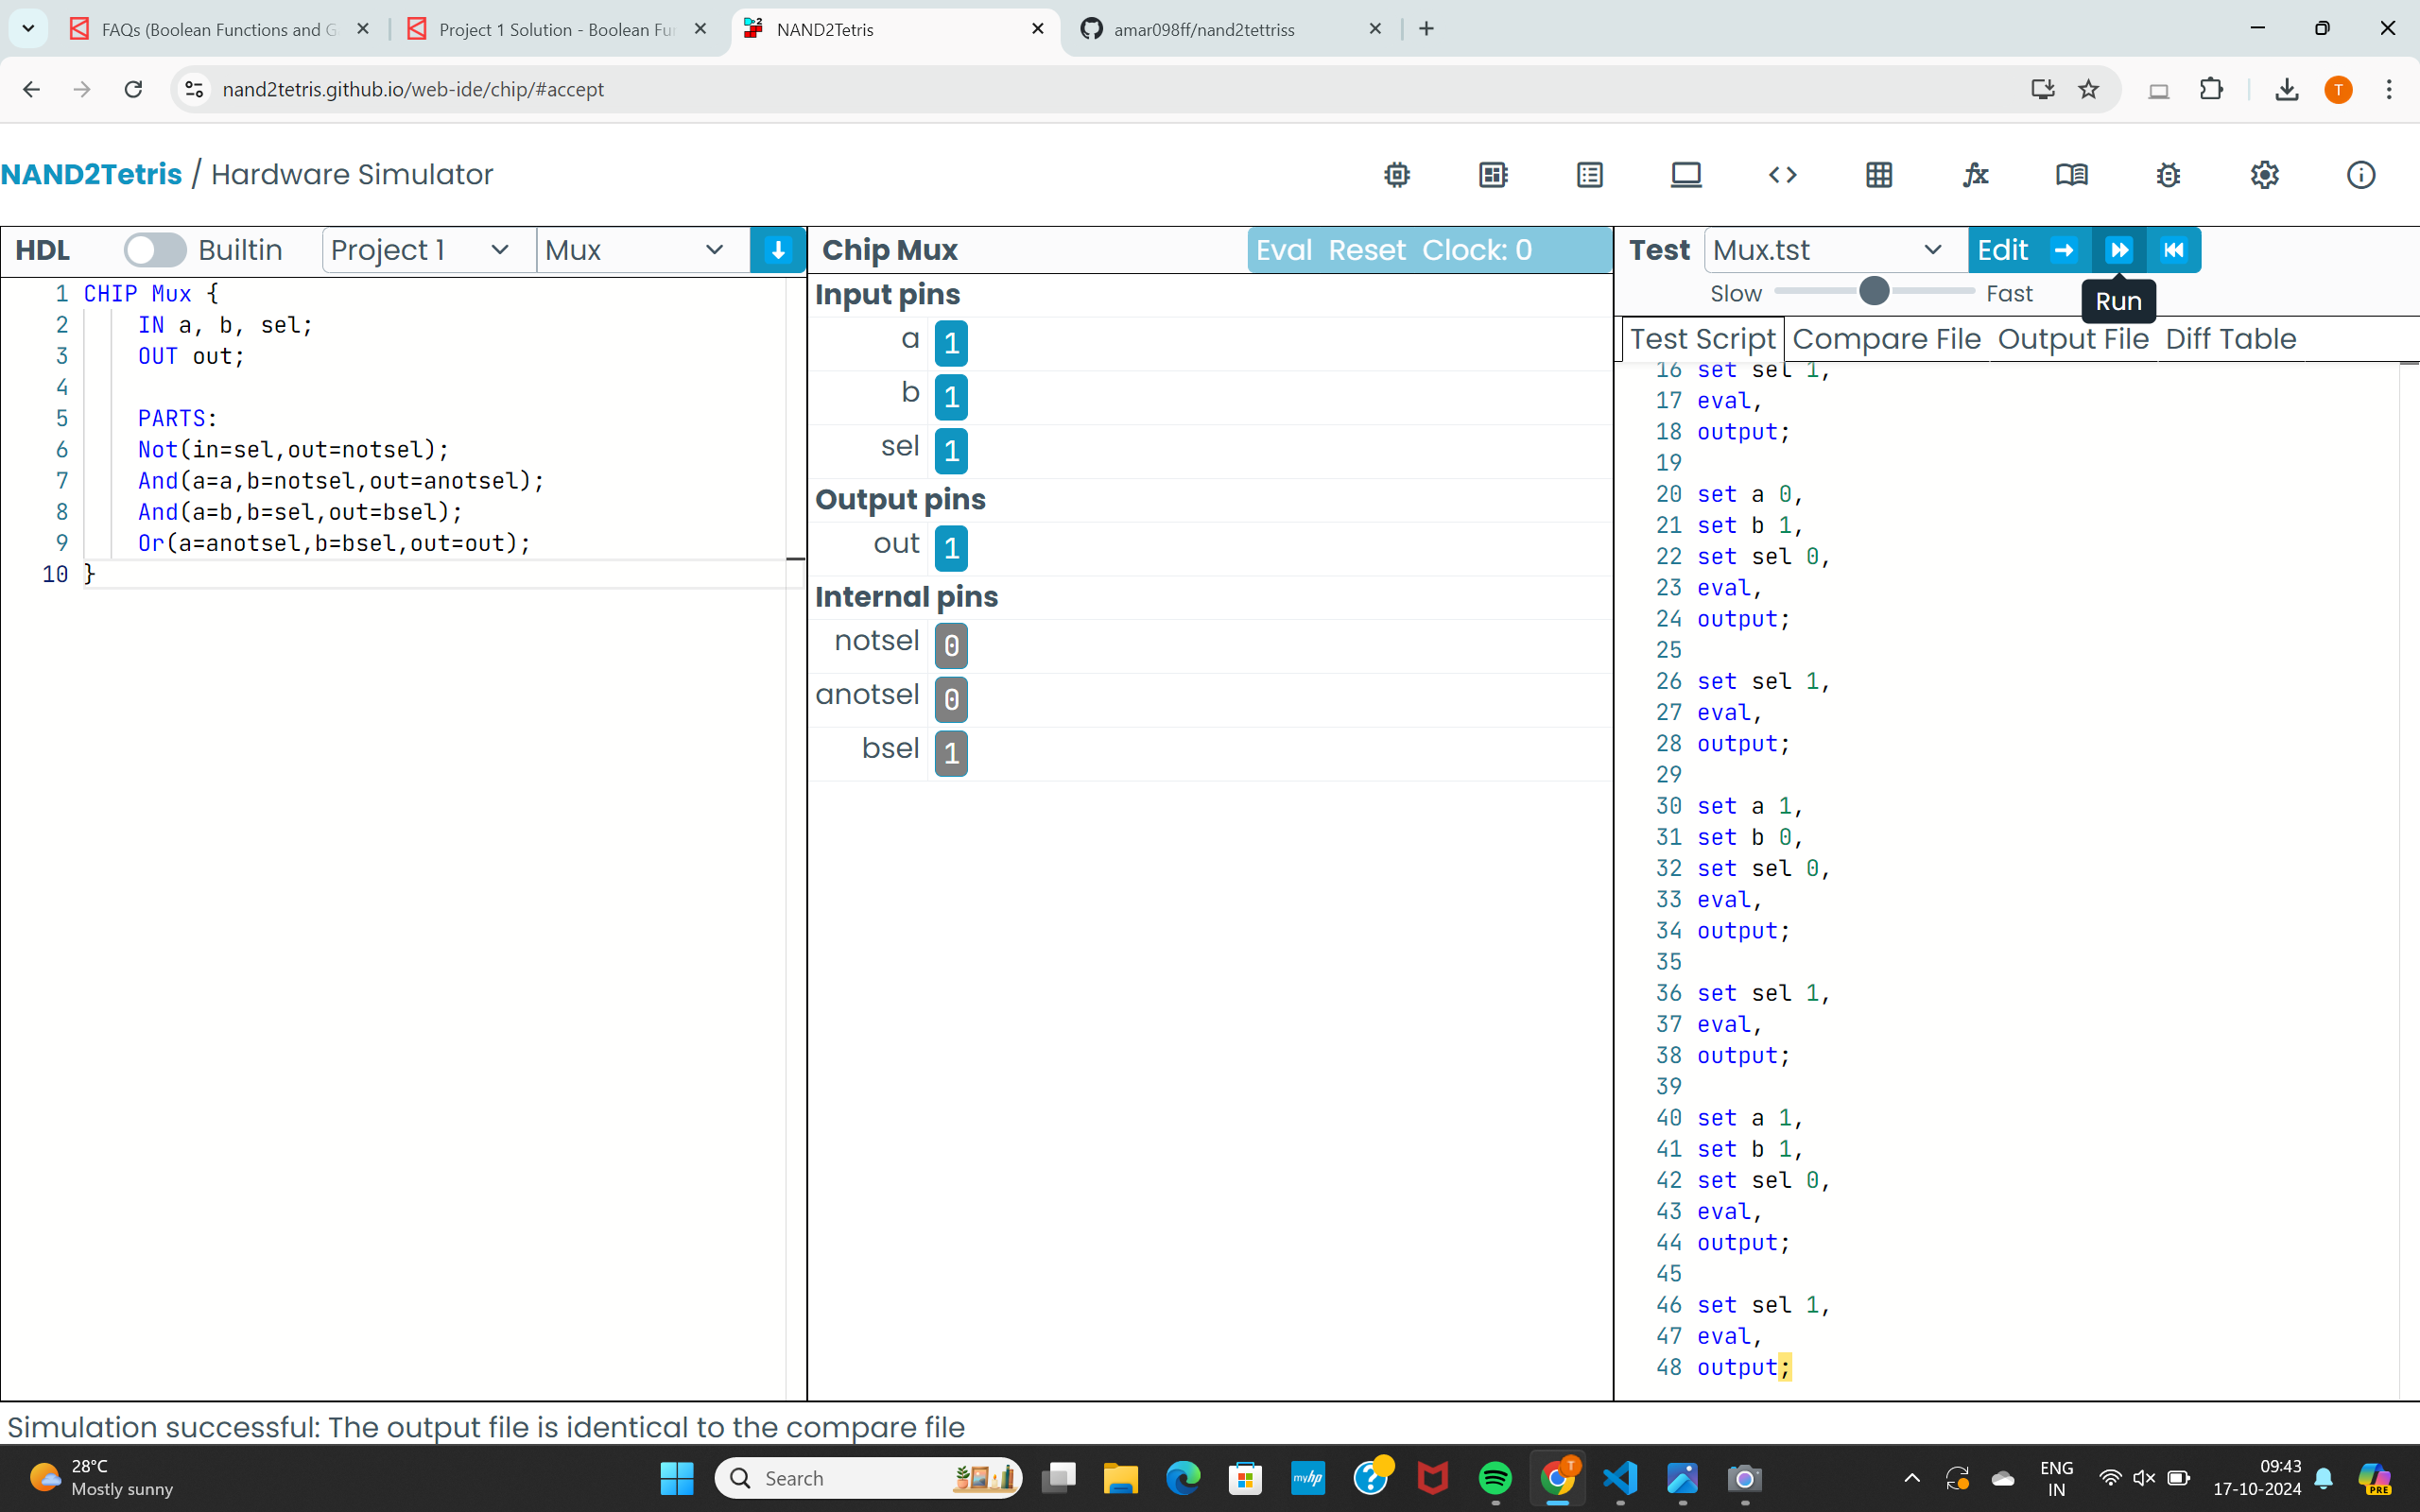 FAQs (Boolean Functions and G
Project 1 Solution - Boolean Fur
NAND2Tetris
amar098ff/nand2tettriss
nand2tetris.github.io/web-ide/chip/#accept
T
NAND2Tetris / Hardware Simulator
HDL Builtin Project 1 Mux
1 CHIP Mux {
2 IN a, b, sel;
3 OUT out;
4
5 PARTS:
6 Not(in=sel,out=notsel);
7 And(a=a,b=notsel,out=anotsel);
8 And(a=b,b=sel,out=bsel);
9 Or(a=anotsel,b=bsel,out=out);
10 }
Chip Mux Eval Reset Clock: 0
Input pins
a 1
b 1
sel 1
Output pins
out 1
Internal pins
notsel 0
anotsel 0
bsel 1
Test Mux.tst Edit
Slow Fast
Run
Test Script Compare File Output File Diff Table
16 set sel 1,
17 eval,
18 output;
19
20 set a 0,
21 set b 1,
22 set sel 0,
23 eval,
24 output;
25
26 set sel 1,
27 eval,
28 output;
29
30 set a 1,
31 set b 0,
32 set sel 0,
33 eval,
34 output;
35
36 set sel 1,
37 eval,
38 output;
39
40 set a 1,
41 set b 1,
42 set sel 0,
43 eval,
44 output;
45
46 set sel 1,
47 eval,
48 output;
Simulation successful: The output file is identical to the compare file
28°C
Mostly sunny
Search
myhp
T
ENG
IN
09:43
17-10-2024
PRE